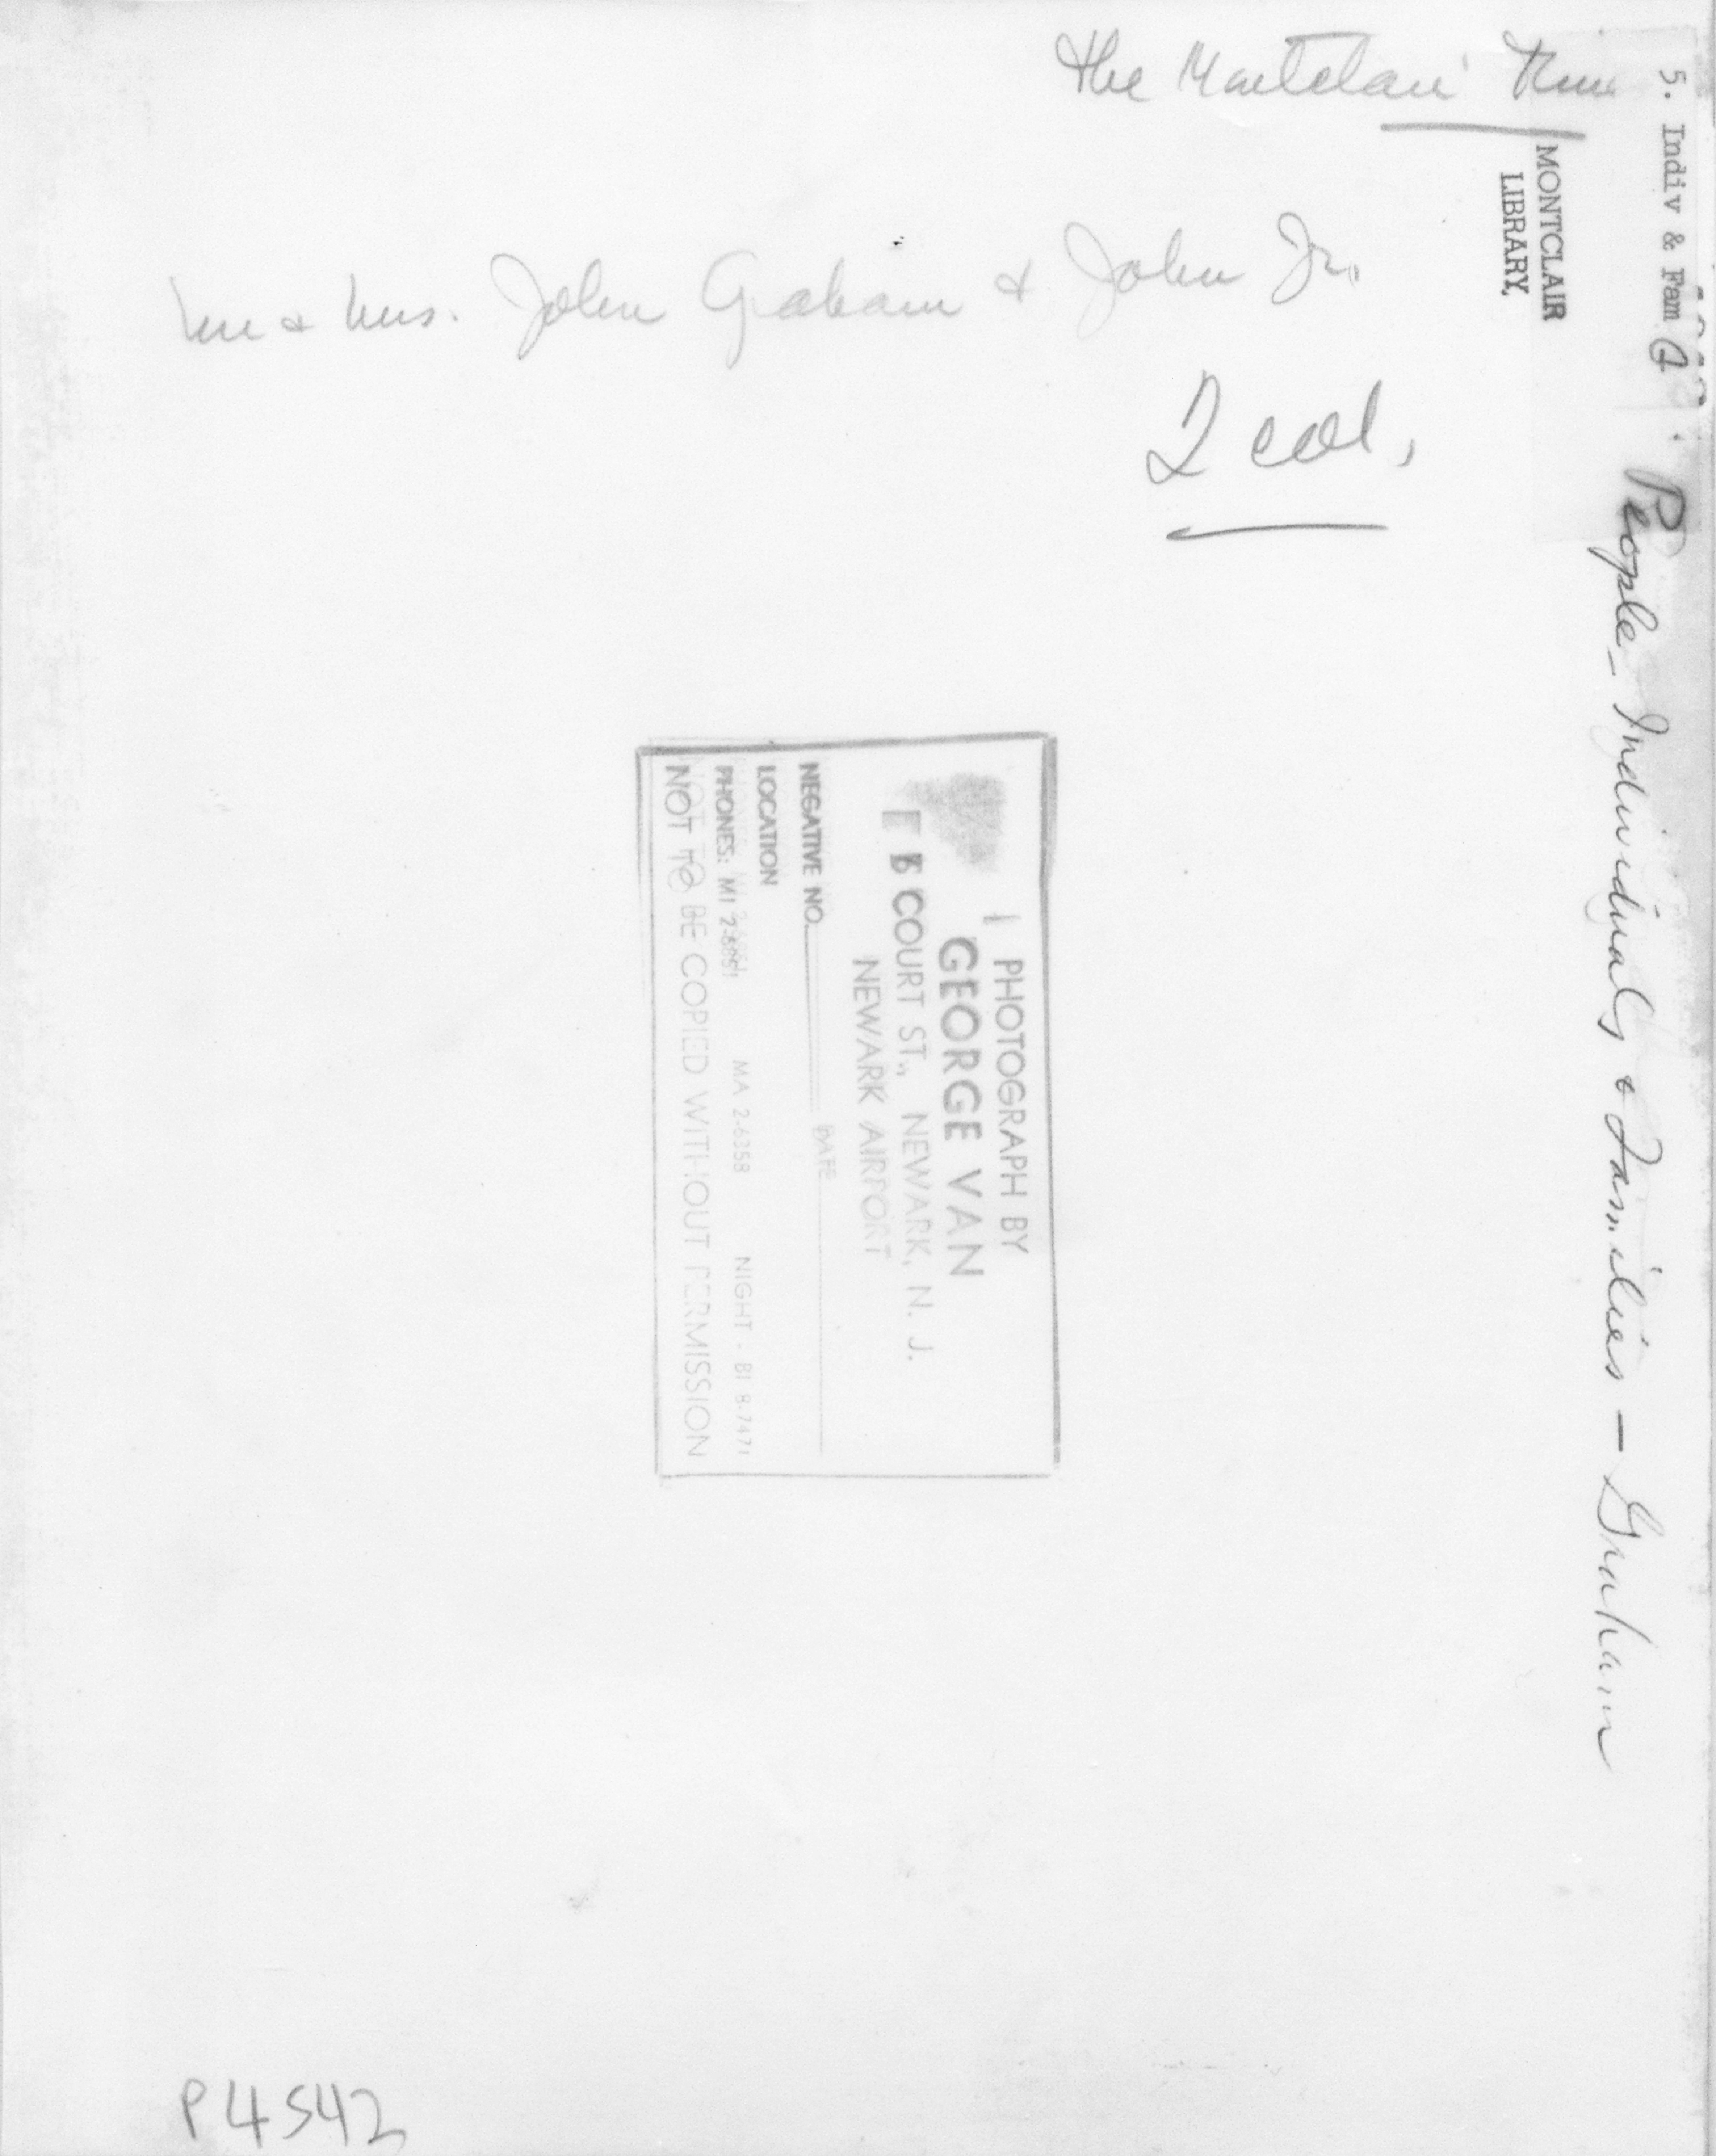 The Montclair Times
Mr & Mrs. John Graham & John Jr.
2 col.
5. Indiv & Fam G
MONTCLAIR
LIBRARY
People - Individuals & Families - Graham
PHOTOGRAPH BY
GEORGE VAN
COURT ST., NEWARK, N. J.
NEWARK AIRPORT
NEGATIVE NO. DATE
LOCATION
PHONES: MI MA 2-6358 NIGHT - BI 8-7471
NOT TO BE COPIED WITHOUT PERMISSION
P4542